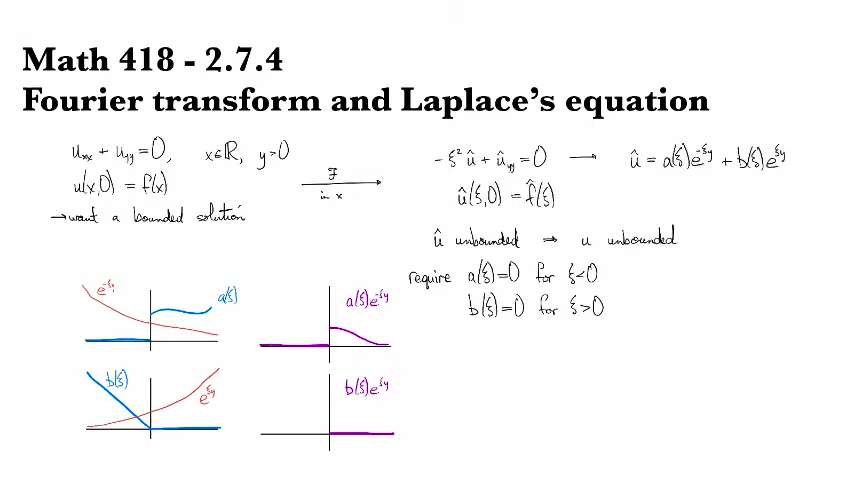 Math 418 - 2.7.4
Fourier transform and Laplace's equation
u_xx + u_yy = 0, x∈ℝ, y>0
u(x,0) = f(x)
→ want a bounded solution
ℱ
in x
-ξ²û + û_yy = 0 → û = a(ξ)e^{-ξy} + b(ξ)e^{ξy}
û(ξ,0) = f̂(ξ)
û unbounded ⇒ u unbounded
require a(ξ)=0 for ξ<0
b(ξ)=0 for ξ>0
e^{-ξy}
a(ξ)
a(ξ)e^{-ξy}
b(ξ)
e^{ξy}
b(ξ)e^{ξy}